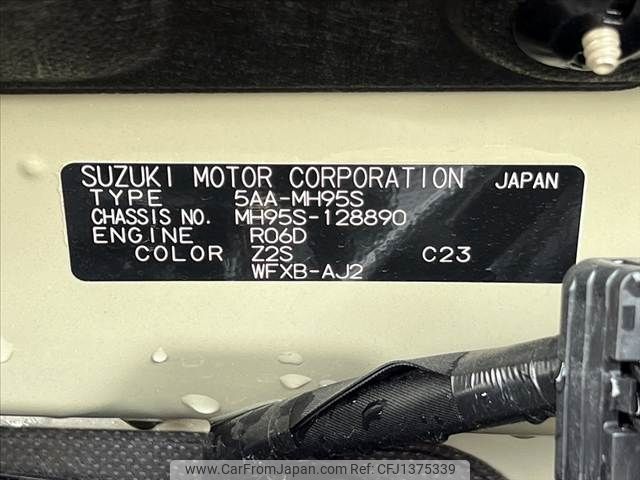 SUZUKI MOTOR CORPORATION JAPAN
TYPE 5AA-MH95S
CHASSIS NO. MH95S-128890
ENGINE R06D
COLOR Z2S C23
WFXB-AJ2
www.CarFromJapan.com - CFJ1375339